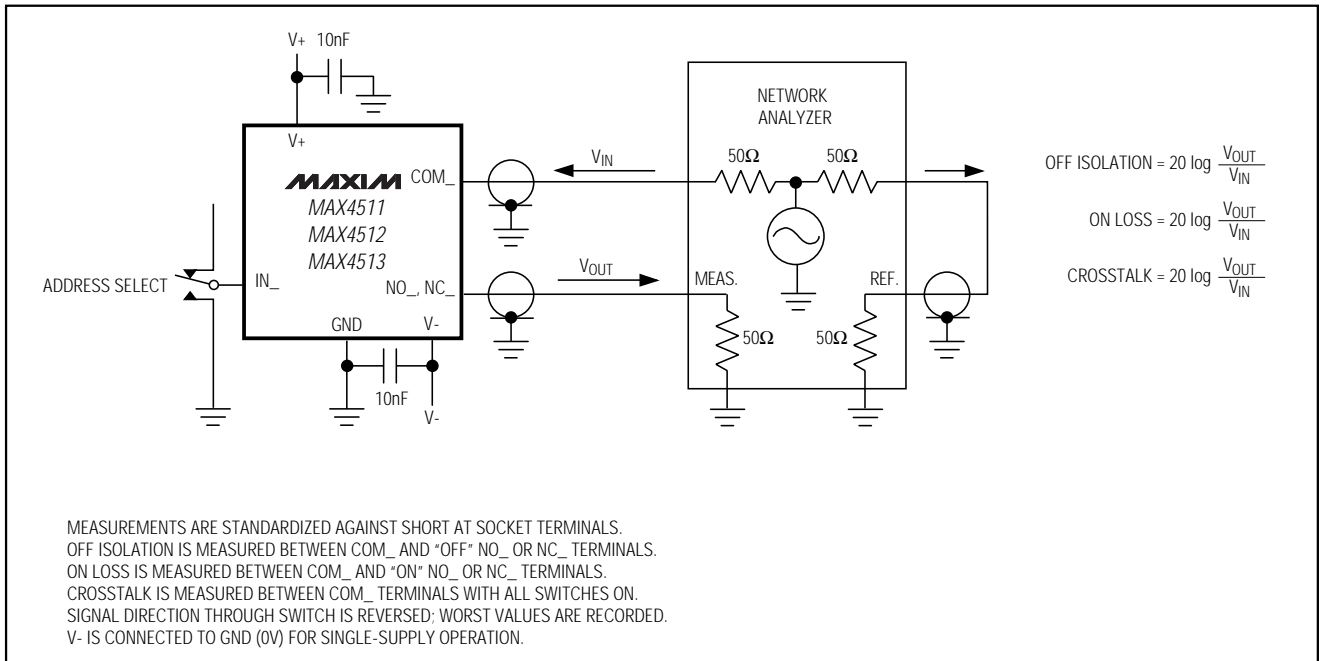 V+ 10nF
V+
MAXIM
MAX4511
MAX4512
MAX4513
COM_
IN_
NO_, NC_
GND V-
ADDRESS SELECT
10nF
V-
VIN
VOUT
NETWORK
ANALYZER
50Ω 50Ω
MEAS. REF.
50Ω 50Ω
OFF ISOLATION = 20 log VOUT
VIN
ON LOSS = 20 log VOUT
VIN
CROSSTALK = 20 log VOUT
VIN
MEASUREMENTS ARE STANDARDIZED AGAINST SHORT AT SOCKET TERMINALS.
OFF ISOLATION IS MEASURED BETWEEN COM_ AND “OFF” NO_ OR NC_ TERMINALS.
ON LOSS IS MEASURED BETWEEN COM_ AND “ON” NO_ OR NC_ TERMINALS.
CROSSTALK IS MEASURED BETWEEN COM_ TERMINALS WITH ALL SWITCHES ON.
SIGNAL DIRECTION THROUGH SWITCH IS REVERSED; WORST VALUES ARE RECORDED.
V- IS CONNECTED TO GND (0V) FOR SINGLE-SUPPLY OPERATION.